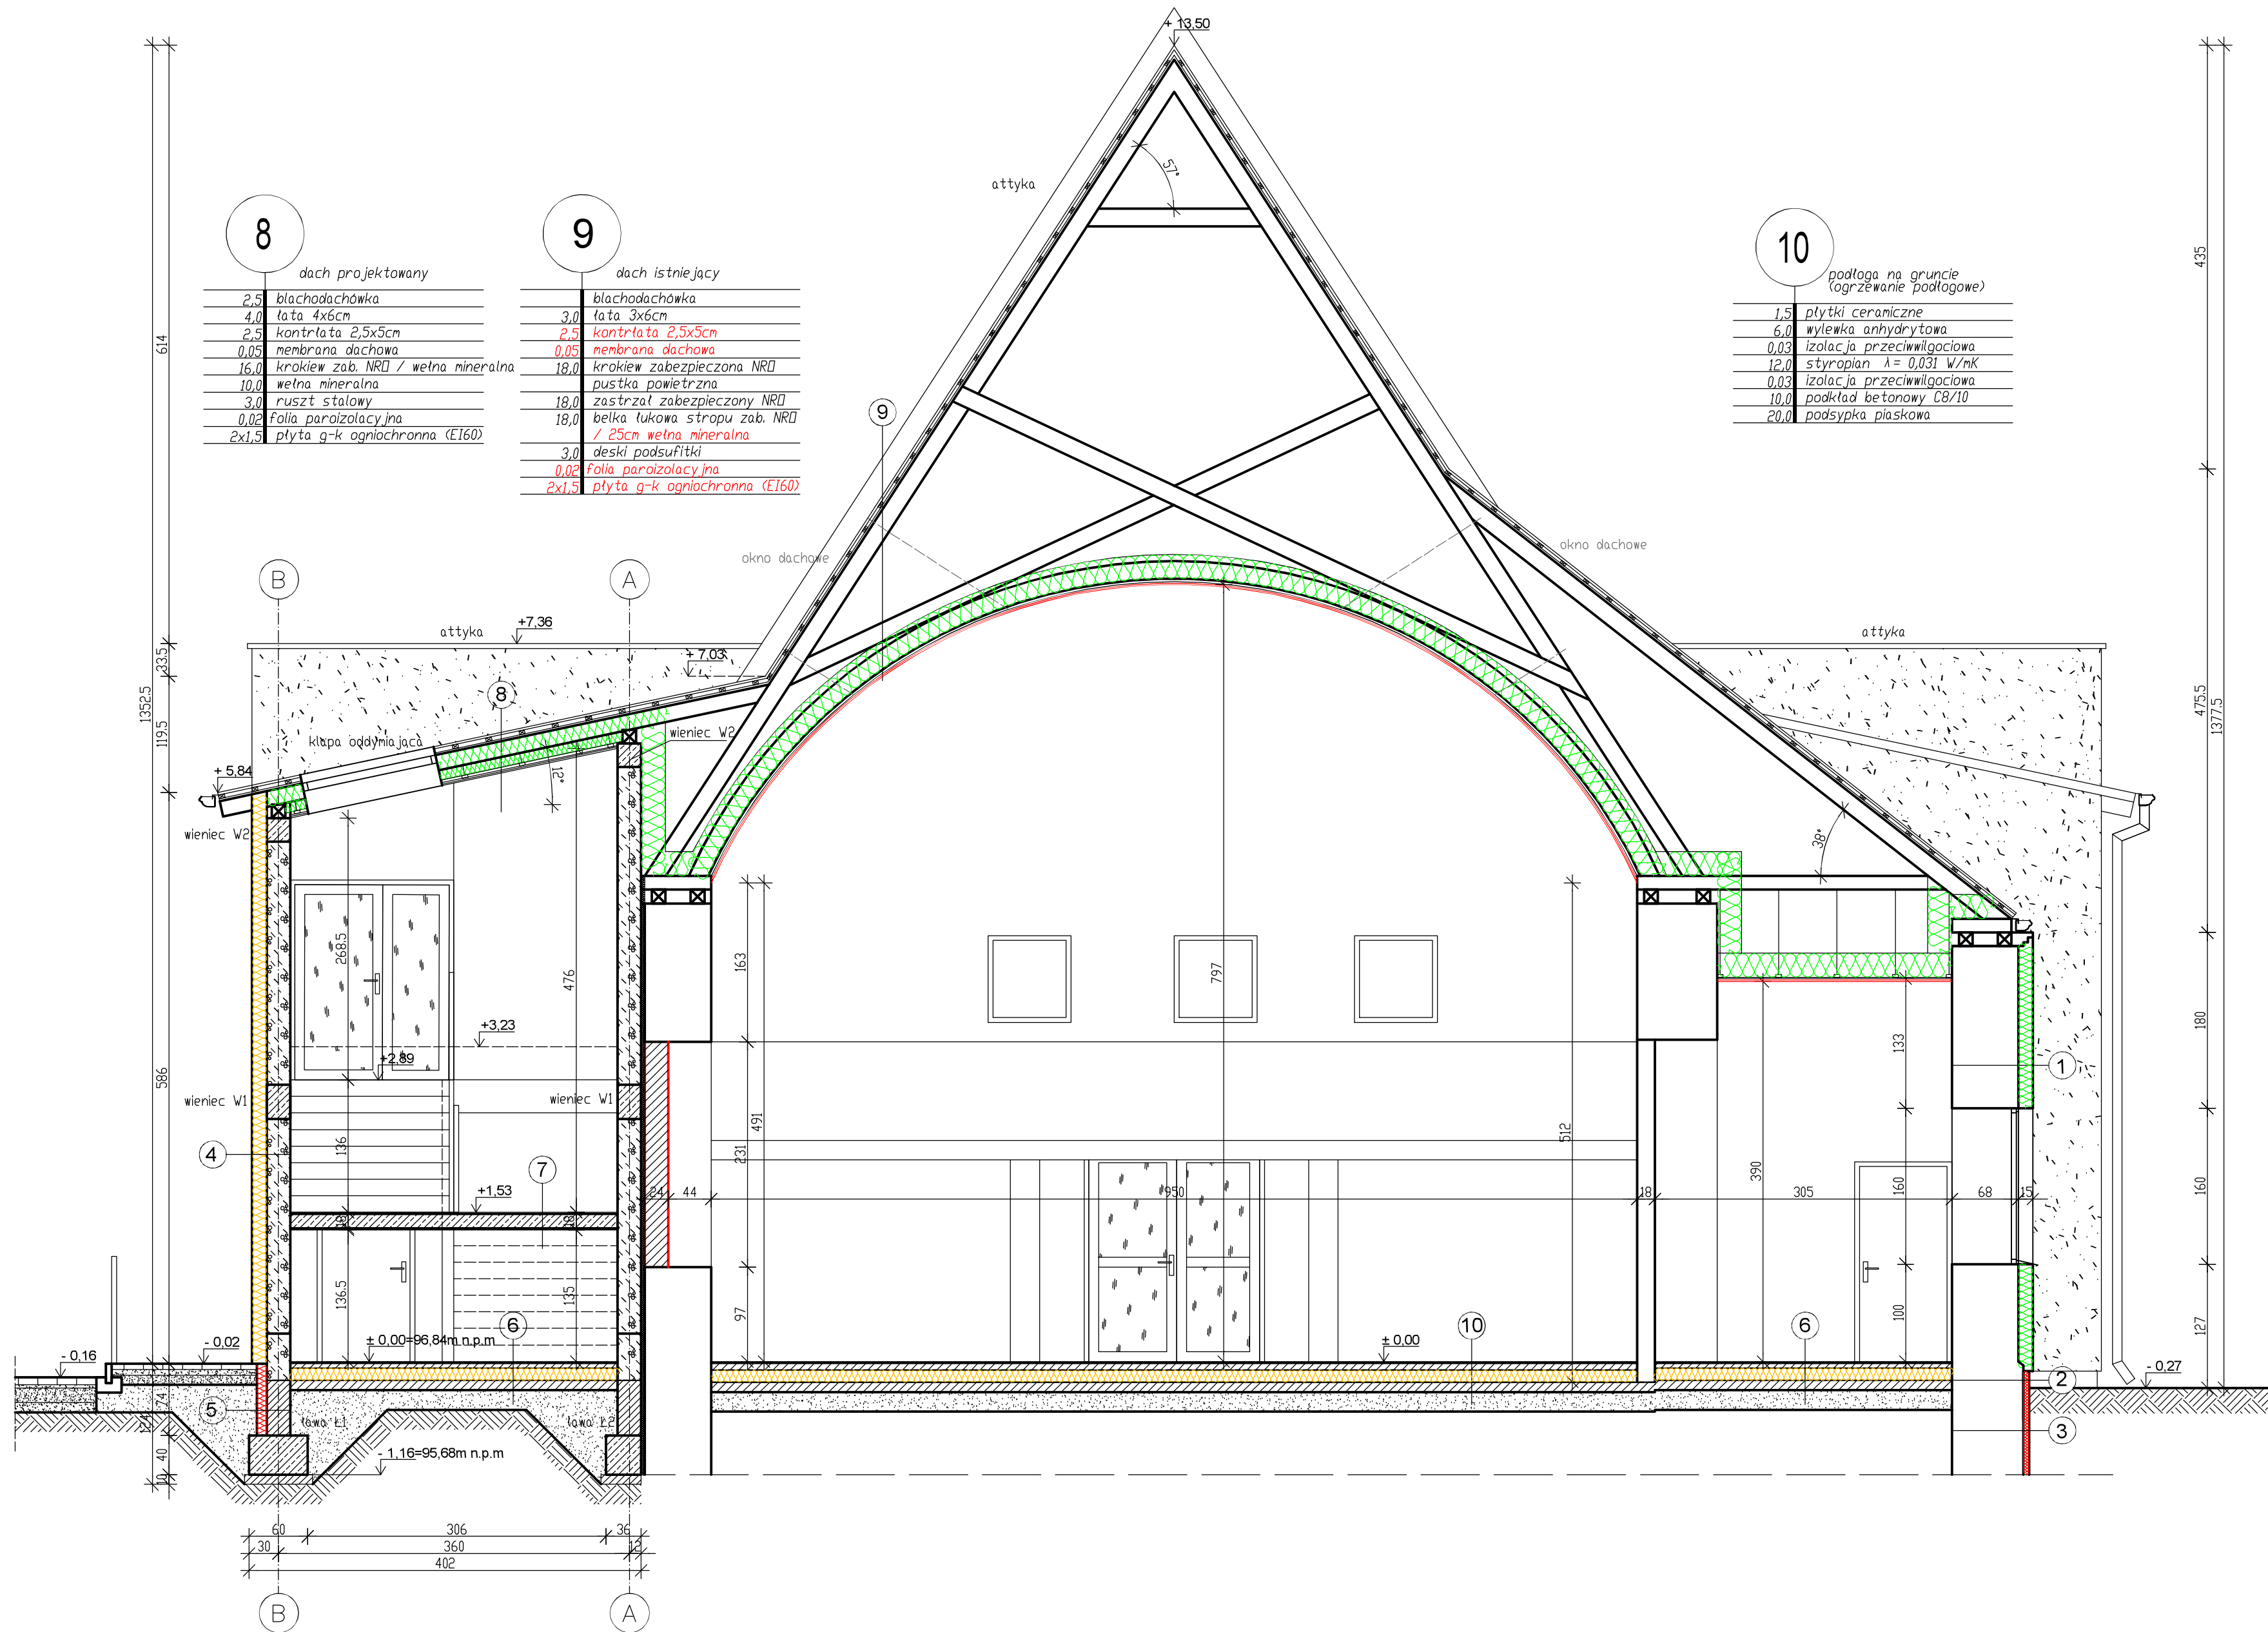 + 13,50
57°
attyka
8
dach projektowany
2,5 blachodachówka
4,0 łata 4x6cm
2,5 kontrłata 2,5x5cm
0,05 membrana dachowa
16,0 krokiew zab. NRO / wełna mineralna
10,0 wełna mineralna
3,0 ruszt stalowy
0,02 folia paroizolacyjna
2x1,5 płyta g-k ogniochronna (EI60)
9
dach istniejący
blachodachówka
3,0 łata 3x6cm
2,5 kontrłata 2,5x5cm
0,05 membrana dachowa
18,0 krokiew zabezpieczona NRO
pustka powietrzna
18,0 zastrzał zabezpieczony NRO
18,0 belka łukowa stropu zab. NRO
/ 25cm wełna mineralna
3,0 deski podsufitki
0,02 folia paroizolacyjna
2x1,5 płyta g-k ogniochronna (EI60)
10
podłoga na gruncie
(ogrzewanie podłogowe)
1,5 płytki ceramiczne
6,0 wylewka anhydrytowa
0,03 izolacja przeciwwilgociowa
12,0 styropian λ = 0,031 W/mK
0,03 izolacja przeciwwilgociowa
10,0 podkład betonowy C8/10
20,0 podsypka piaskowa
614
435
9
okno dachowe
okno dachowe
B
A
attyka
+7,36
attyka
+ 7,03
33.5
1352.5
119.5
8
475.5
1377.5
klapa oddymiająca
wieniec W2
12°
+ 5,84
wieniec W2
38°
268.5
476
163
797
+3,23
+2,89
133
180
1
586
wieniec W1
wieniec W1
136
491
231
512
390
4
7
+1,53
24
44
950
18
305
68
15
160
160
18
18
136.5
135
97
100
127
6
± 0,00=96,84m n.p.m
± 0,00
10
6
- 0,02
- 0,16
- 0,27
2
5
3
74
124
40
10
ława Ł1
ława Ł2
- 1,16=95,68m n.p.m
60
306
36
30
360
12
402
B
A